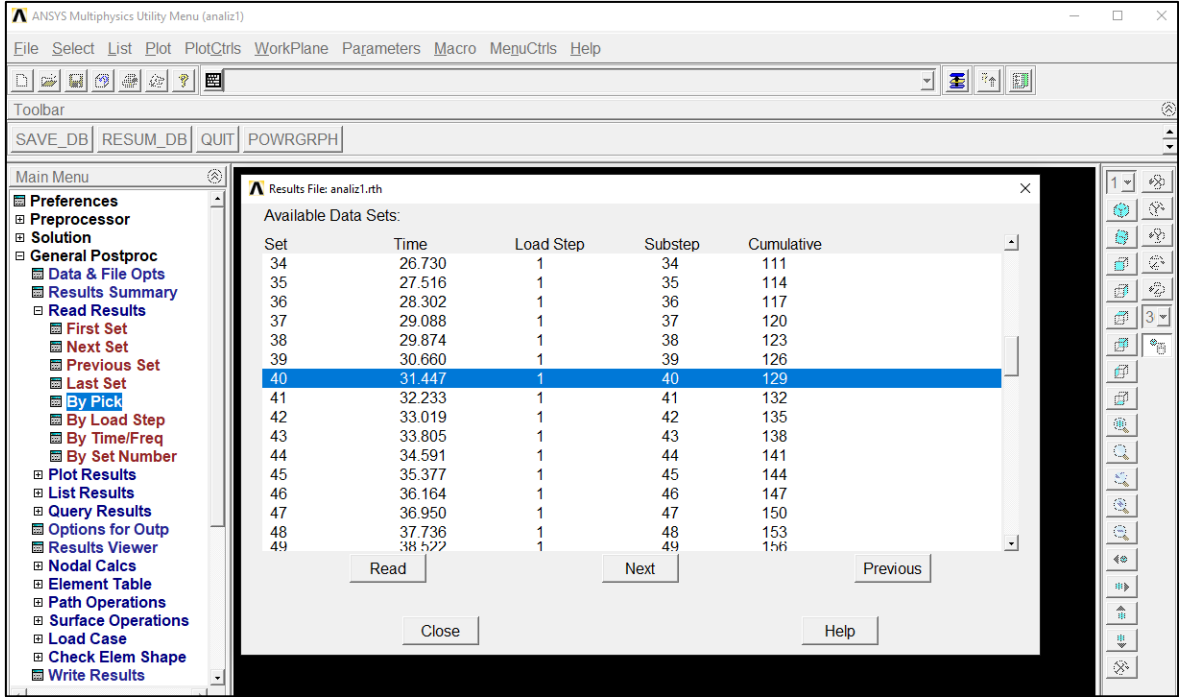 ANSYS Multiphysics Utility Menu (analiz1)
File Select List Plot PlotCtrls WorkPlane Parameters Macro MenuCtrls Help
Toolbar
SAVE_DB RESUM_DB QUIT POWRGRPH
Main Menu
Preferences
Preprocessor
Solution
General Postproc
Data & File Opts
Results Summary
Read Results
First Set
Next Set
Previous Set
Last Set
By Pick
By Load Step
By Time/Freq
By Set Number
Plot Results
List Results
Query Results
Options for Outp
Results Viewer
Nodal Calcs
Element Table
Path Operations
Surface Operations
Load Case
Check Elem Shape
Write Results
Results File: analiz1.rth
Available Data Sets:
Set Time Load Step Substep Cumulative
34 26.730 1 34 111
35 27.516 1 35 114
36 28.302 1 36 117
37 29.088 1 37 120
38 29.874 1 38 123
39 30.660 1 39 126
40 31.447 1 40 129
41 32.233 1 41 132
42 33.019 1 42 135
43 33.805 1 43 138
44 34.591 1 44 141
45 35.377 1 45 144
46 36.164 1 46 147
47 36.950 1 47 150
48 37.736 1 48 153
49 38.522 1 49 156
Read Next Previous
Close Help
1
3